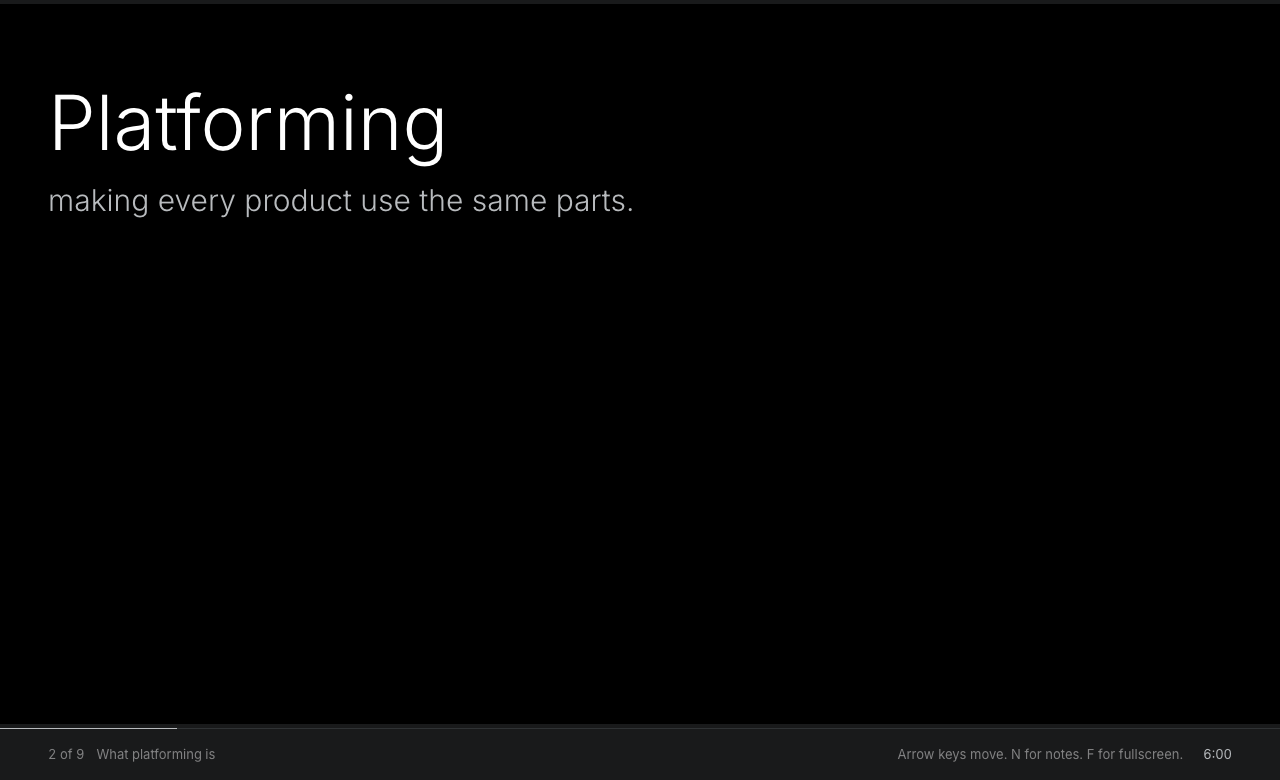 Platforming
making every product use the same parts.
2 of 9 What platforming is
Arrow keys move. N for notes. F for fullscreen. 6:00